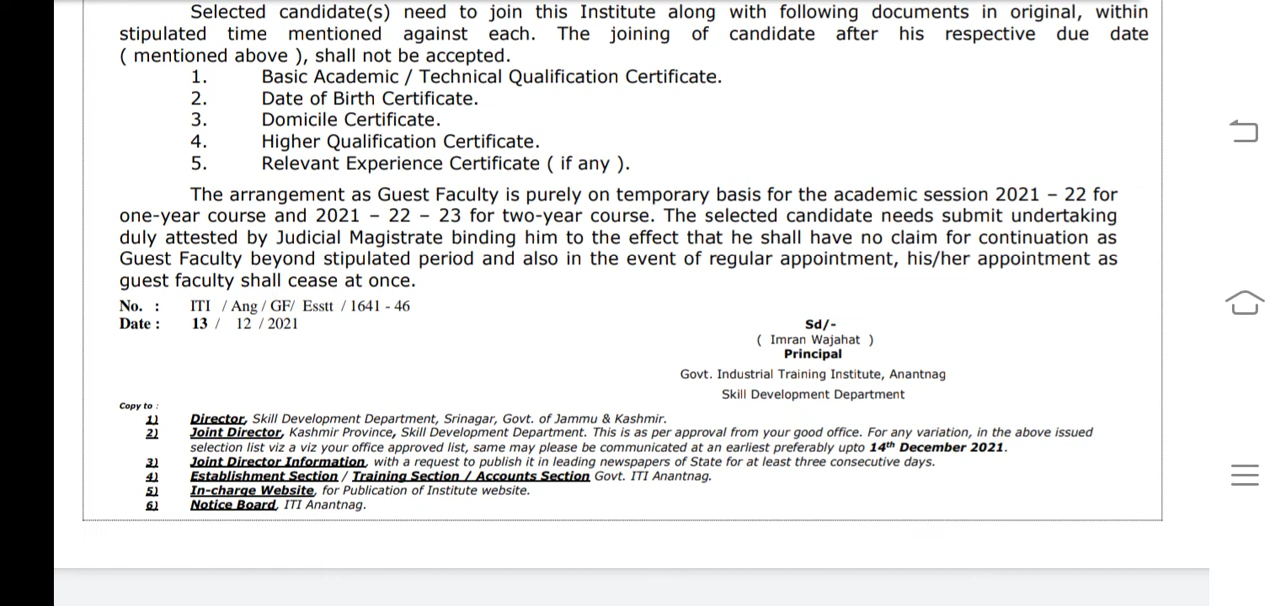 Selected candidate(s) need to join this Institute along with following documents in original, within
stipulated time mentioned against each. The joining of candidate after his respective due date
( mentioned above ), shall not be accepted.
1. Basic Academic / Technical Qualification Certificate.
2. Date of Birth Certificate.
3. Domicile Certificate.
4. Higher Qualification Certificate.
5. Relevant Experience Certificate ( if any ).
The arrangement as Guest Faculty is purely on temporary basis for the academic session 2021 – 22 for
one-year course and 2021 – 22 – 23 for two-year course. The selected candidate needs submit undertaking
duly attested by Judicial Magistrate binding him to the effect that he shall have no claim for continuation as
Guest Faculty beyond stipulated period and also in the event of regular appointment, his/her appointment as
guest faculty shall cease at once.
No. : ITI / Ang / GF/ Esstt / 1641 - 46
Date : 13 / 12 / 2021
Sd/-
( Imran Wajahat )
Principal
Govt. Industrial Training Institute, Anantnag
Skill Development Department
Copy to :
1) Director, Skill Development Department, Srinagar, Govt. of Jammu & Kashmir.
2) Joint Director, Kashmir Province, Skill Development Department. This is as per approval from your good office. For any variation, in the above issued
selection list viz a viz your office approved list, same may please be communicated at an earliest preferably upto 14th December 2021.
3) Joint Director Information, with a request to publish it in leading newspapers of State for at least three consecutive days.
4) Establishment Section / Training Section / Accounts Section Govt. ITI Anantnag.
5) In-charge Website, for Publication of Institute website.
6) Notice Board, ITI Anantnag.